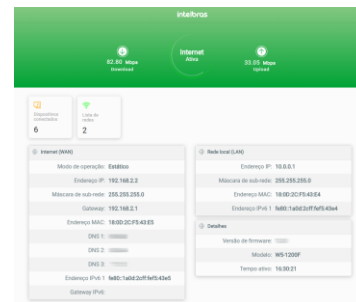 intelbras
82.80 Mbps
Download
Internet
Ativo
33.05 Mbps
Upload
Dispositivos conectados
6
Lista de redes
2
Internet (WAN)
Modo de operação: Estático
Endereço IP: 192.168.2.2
Máscara de sub-rede: 255.255.255.0
Gateway: 192.168.2.1
Endereço MAC: 18:0D:2C:F5:43:E5
DNS 1:
DNS 2:
DNS 3:
Endereço IPv6 1: fe80::1a0d:2cff:fef5:43e5
Gateway IPv6:
Rede local (LAN)
Endereço IP: 10.0.0.1
Máscara de sub-rede: 255.255.255.0
Endereço MAC: 18:0D:2C:F5:43:E4
Endereço IPv6 1: fe80::1a0d:2cff:fef5:43e4
Detalhes
Versão de firmware:
Modelo: W5-1200F
Tempo ativo: 16:30:21